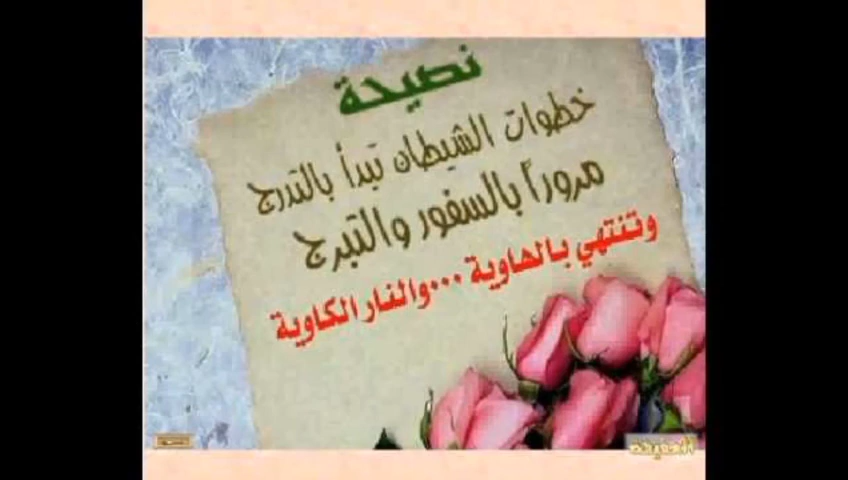 نصيحة
خطوات الشيطان تبدأ بالتدرج
مروراً بالسفور والتبرج
وتنتهي بالهاوية ...والنار الكاوية